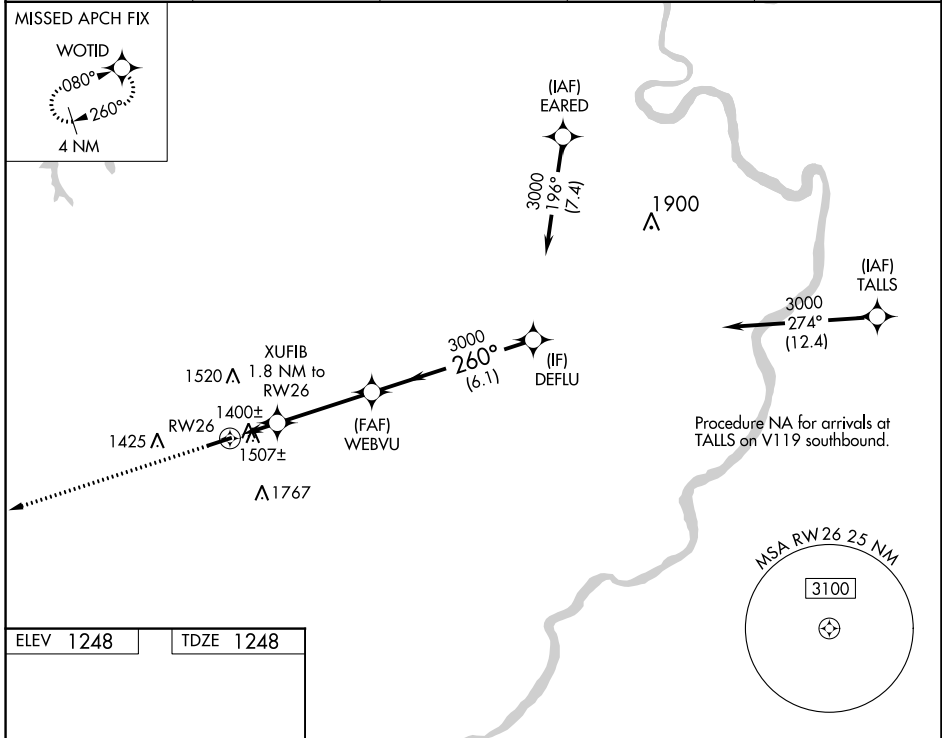 MISSED APCH FIX
WOTID
080°
260°
4 NM
(IAF)
EARED
3000
196°
(7.4)
1900
(IAF)
TALLS
3000
274°
(12.4)
3000
260°
(6.1)
(IF)
DEFLU
XUFIB
1.8 NM to
RW26
1520
1400±
RW26
1425
1507±
(FAF)
WEBVU
1767
Procedure NA for arrivals at
TALLS on V119 southbound.
MSA RW26 25 NM
3100
ELEV 1248
TDZE 1248